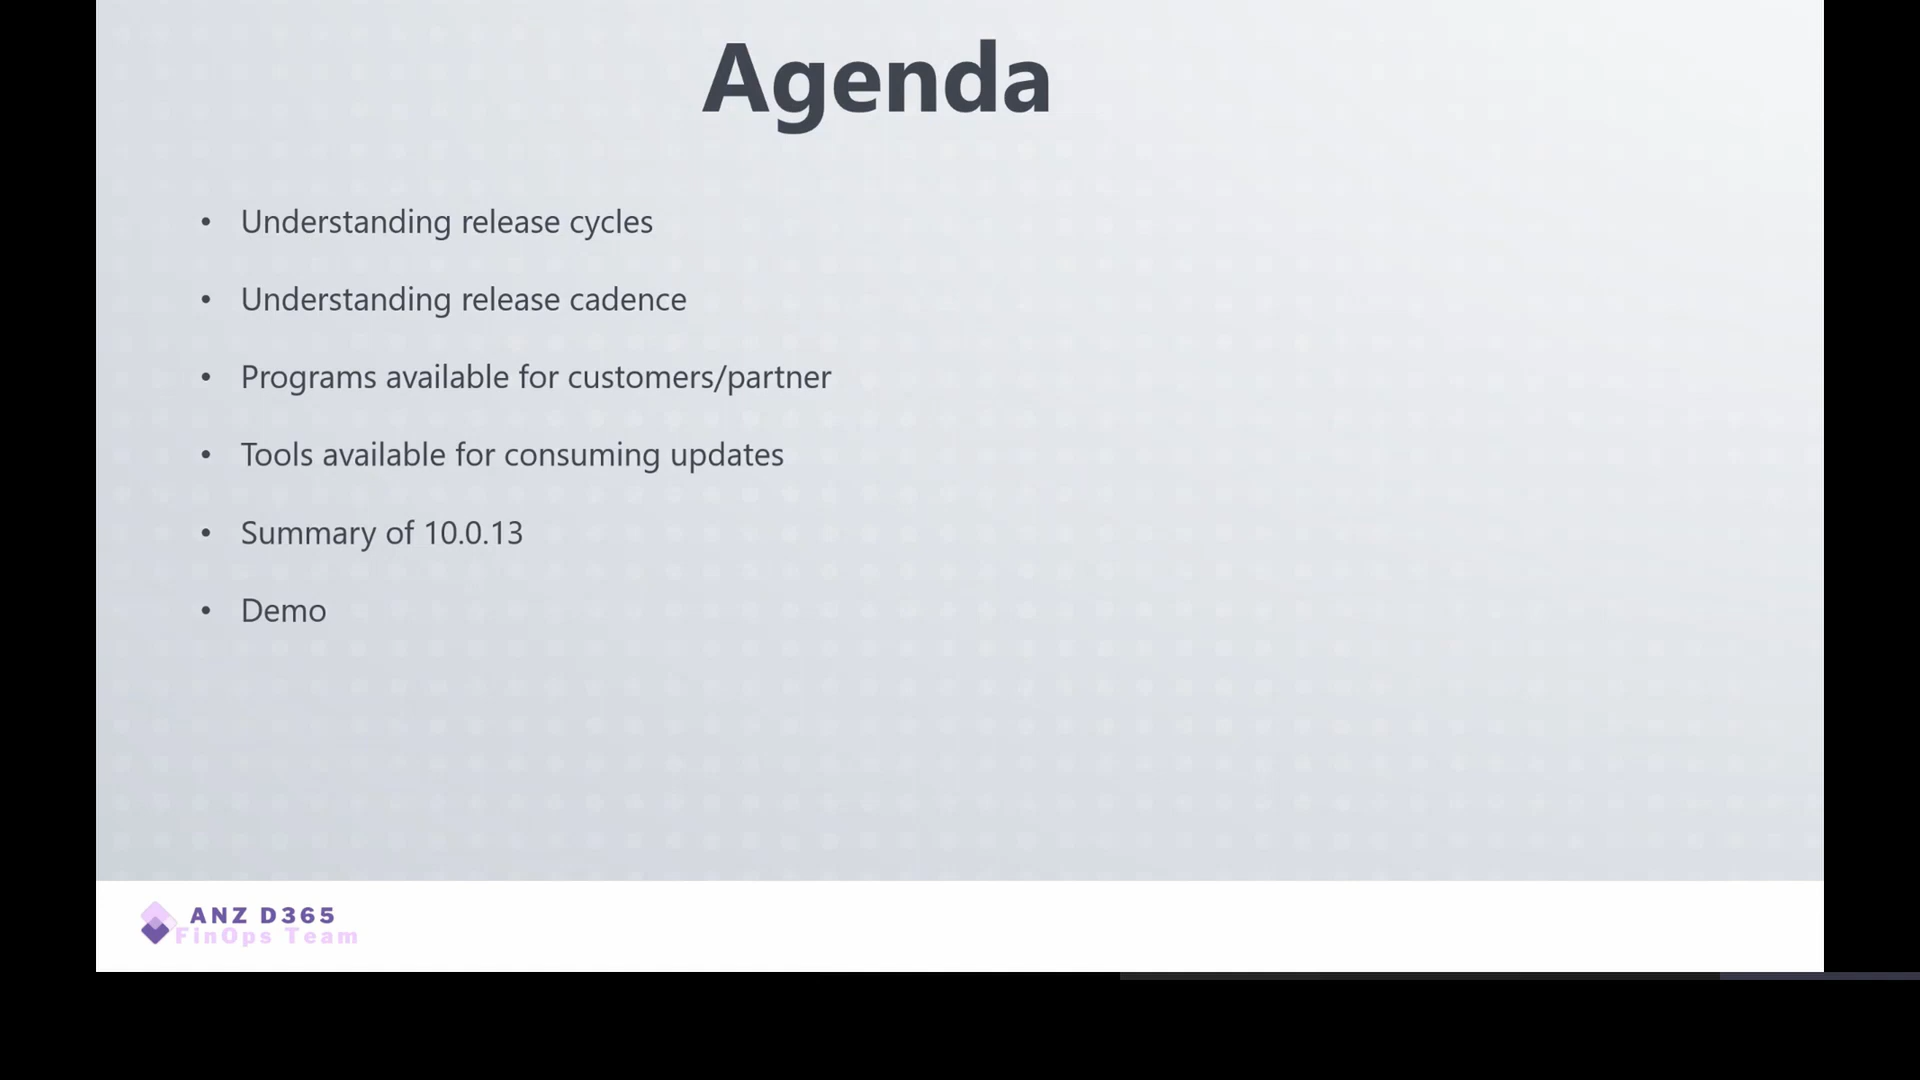 Agenda
• Understanding release cycles
• Understanding release cadence
• Programs available for customers/partner
• Tools available for consuming updates
• Summary of 10.0.13
• Demo
ANZ D365
FinOps Team